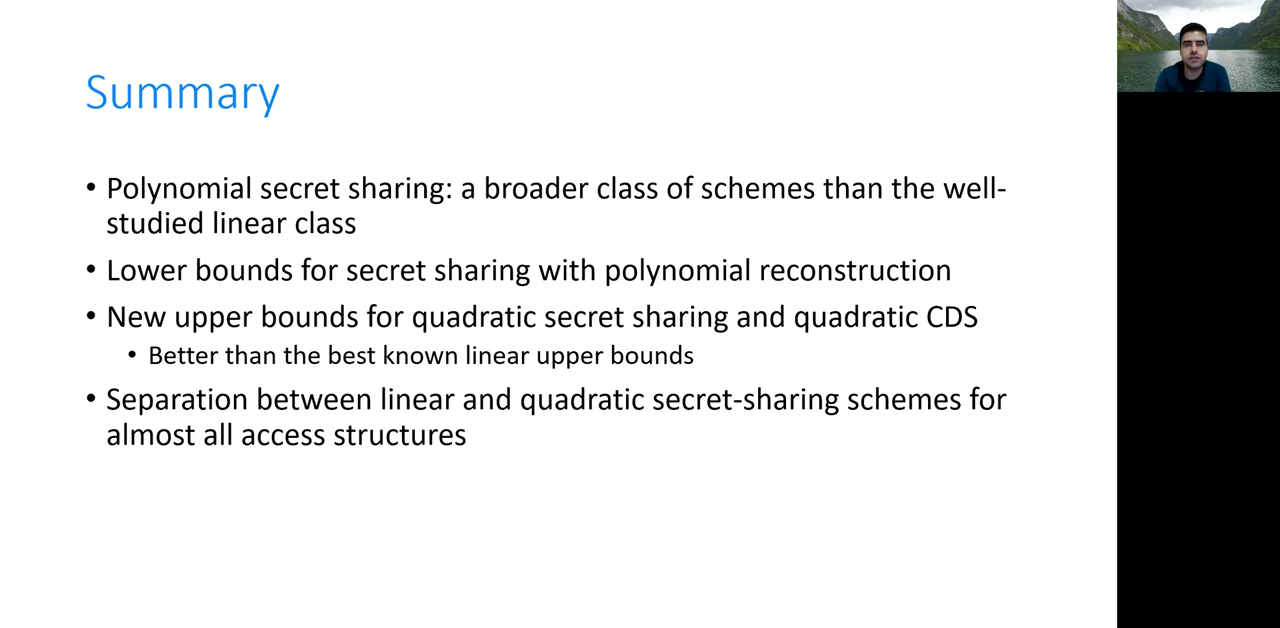 Summary
• Polynomial secret sharing: a broader class of schemes than the well-
studied linear class
• Lower bounds for secret sharing with polynomial reconstruction
• New upper bounds for quadratic secret sharing and quadratic CDS
• Better than the best known linear upper bounds
• Separation between linear and quadratic secret-sharing schemes for
almost all access structures